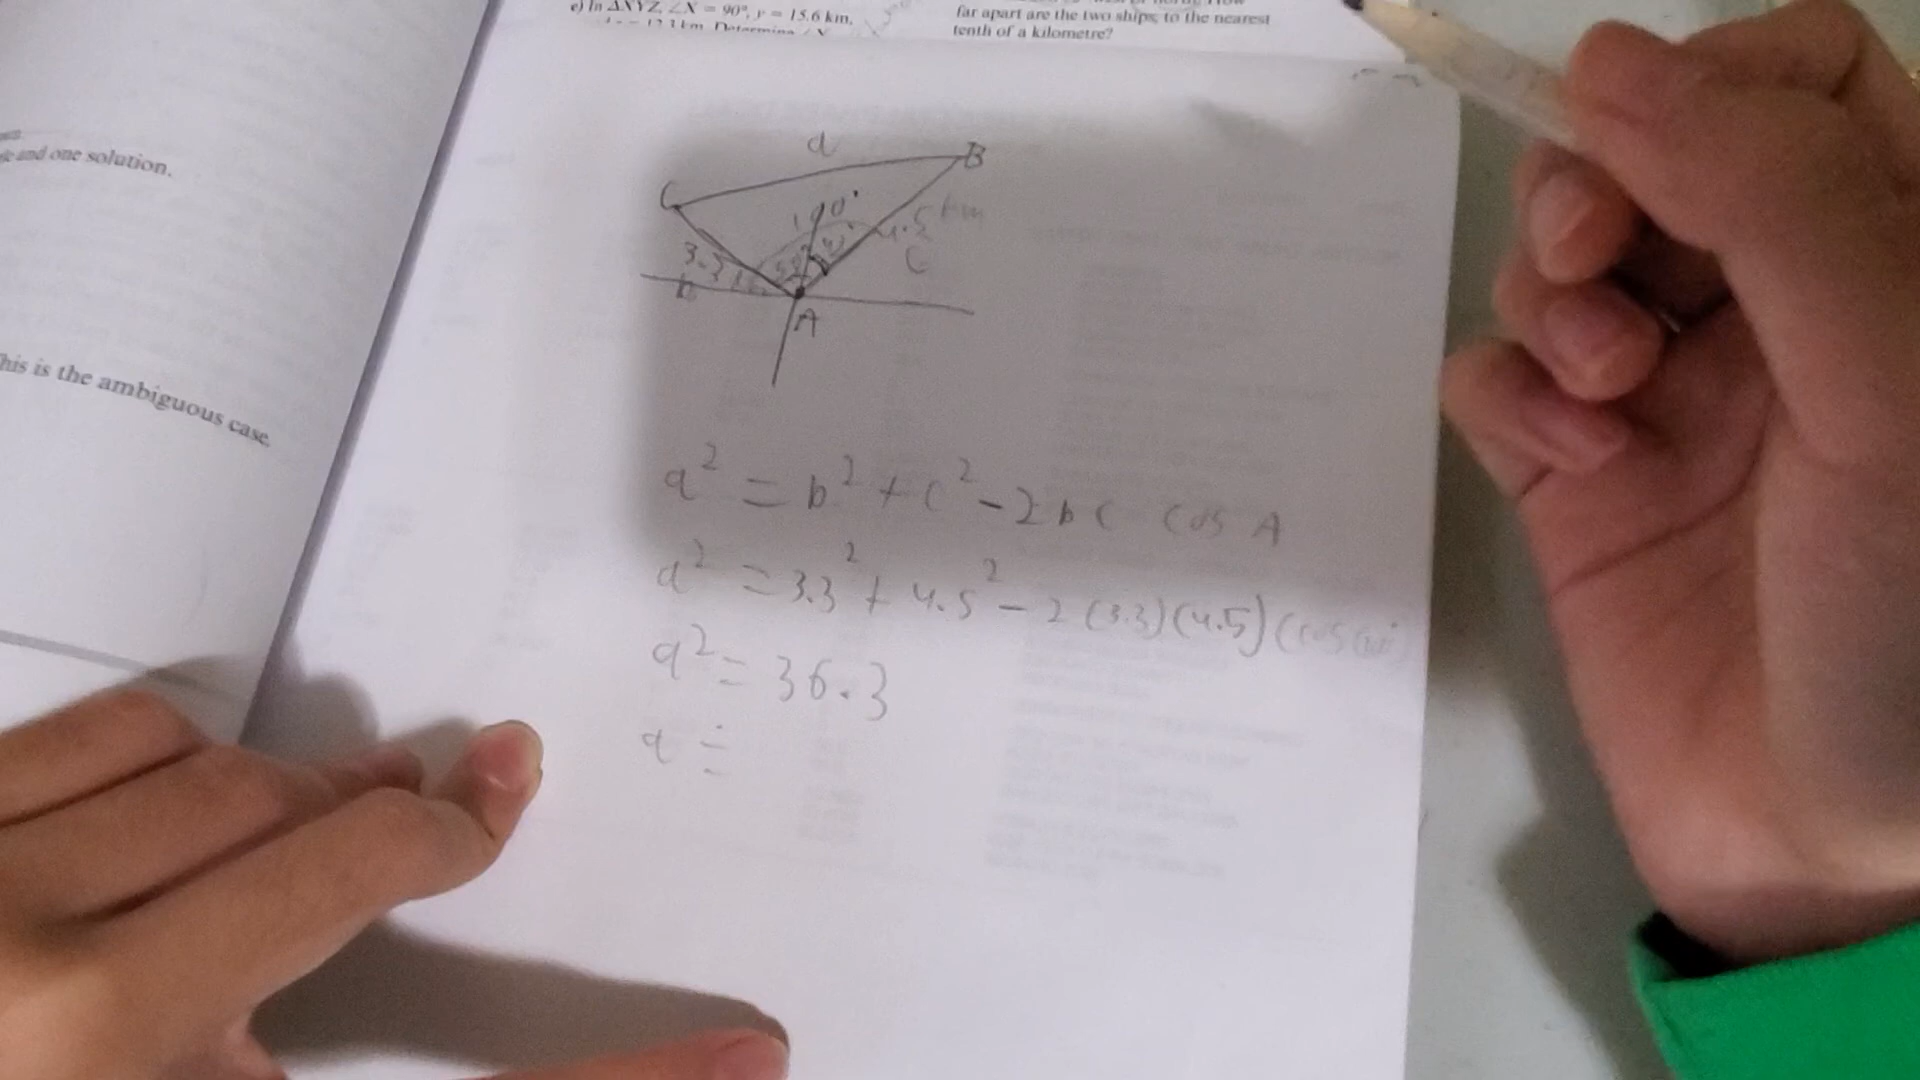 e) In ΔXYZ, ∠X = 90°, y = 15.6 km,
far apart are the two ships, to the nearest
tenth of a kilometre?
and one solution.
This is the ambiguous case.
a
B
C
100°
4.5 km
c
3.3
b
A
a² = b² + c² - 2bc cos A
a² = 3.3² + 4.5² - 2(3.3)(4.5)(cos
a² = 36.3
a ≐